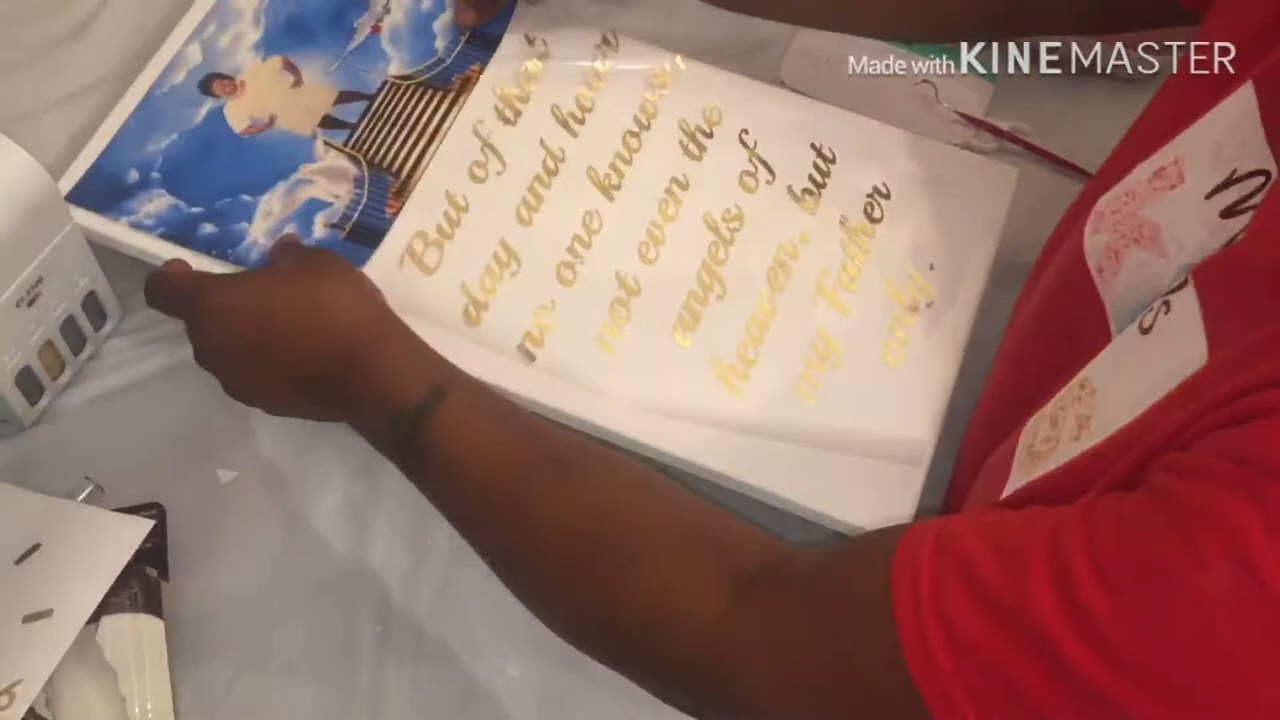 Made with KINEMASTER
But of that
day and hour
no one knows,
not even the
angels of
heaven, but
my Father
only.